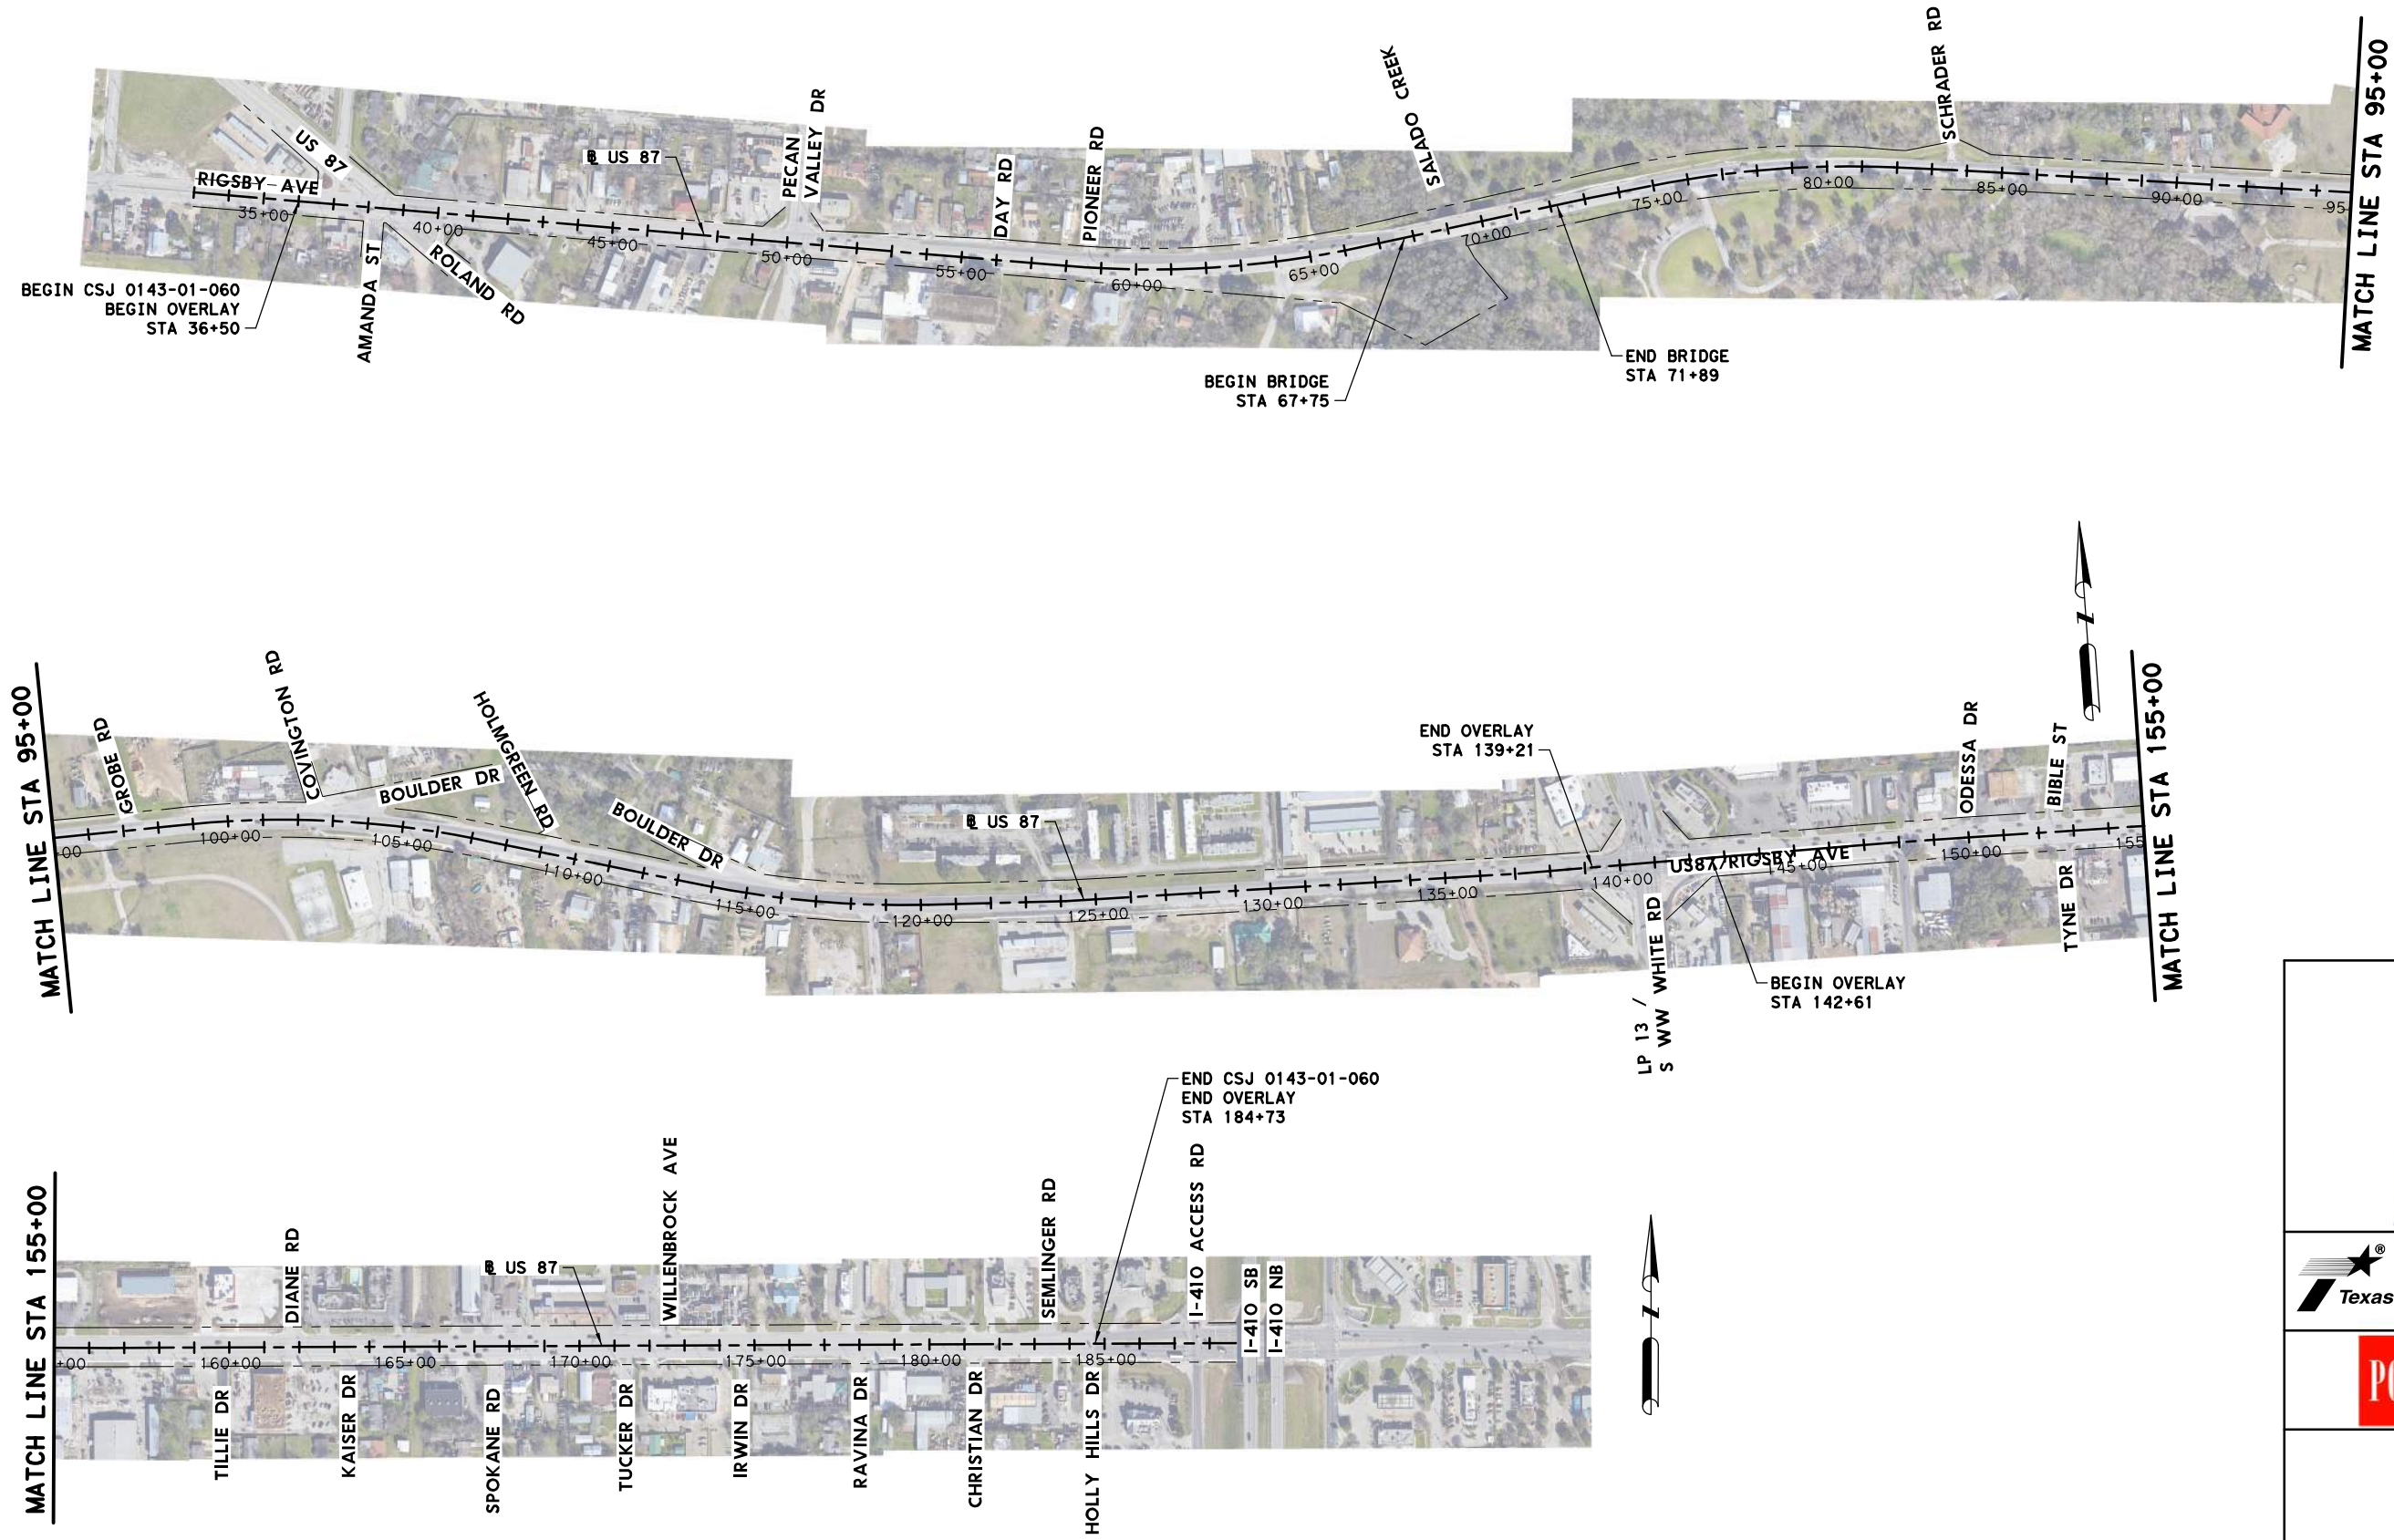 US 87
RIGSBY AVE
35+00
BEGIN CSJ 0143-01-060
BEGIN OVERLAY
STA 36+50
AMANDA ST
40+00
ROLAND RD
45+00
℄ US 87
PECAN
VALLEY DR
50+00
55+00
DAY RD
PIONEER RD
60+00
65+00
SALADO CREEK
BEGIN BRIDGE
STA 67+75
70+00
END BRIDGE
STA 71+89
75+00
80+00
SCHRADER RD
85+00
90+00
95
MATCH LINE STA 95+00
MATCH LINE STA 95+00
00
GROBE RD
100+00
COVINGTON RD
BOULDER DR
105+00
HOLMGREEN RD
110+00
BOULDER DR
115+00
120+00
℄ US 87
125+00
130+00
135+00
END OVERLAY
STA 139+21
140+00
LP 13 /
S WW WHITE RD
US87/RIGSBY AVE
145+00
BEGIN OVERLAY
STA 142+61
150+00
ODESSA DR
BIBLE ST
TYNE DR
155
N
MATCH LINE STA 155+00
MATCH LINE STA 155+00
+00
TILLIE DR
160+00
DIANE RD
KAISER DR
165+00
SPOKANE RD
℄ US 87
170+00
TUCKER DR
WILLENBROCK AVE
IRWIN DR
175+00
RAVINA DR
180+00
CHRISTIAN DR
SEMLINGER RD
185+00
HOLLY HILLS DR
END CSJ 0143-01-060
END OVERLAY
STA 184+73
I-410 ACCESS RD
I-410 SB
I-410 NB
N
®
Texas